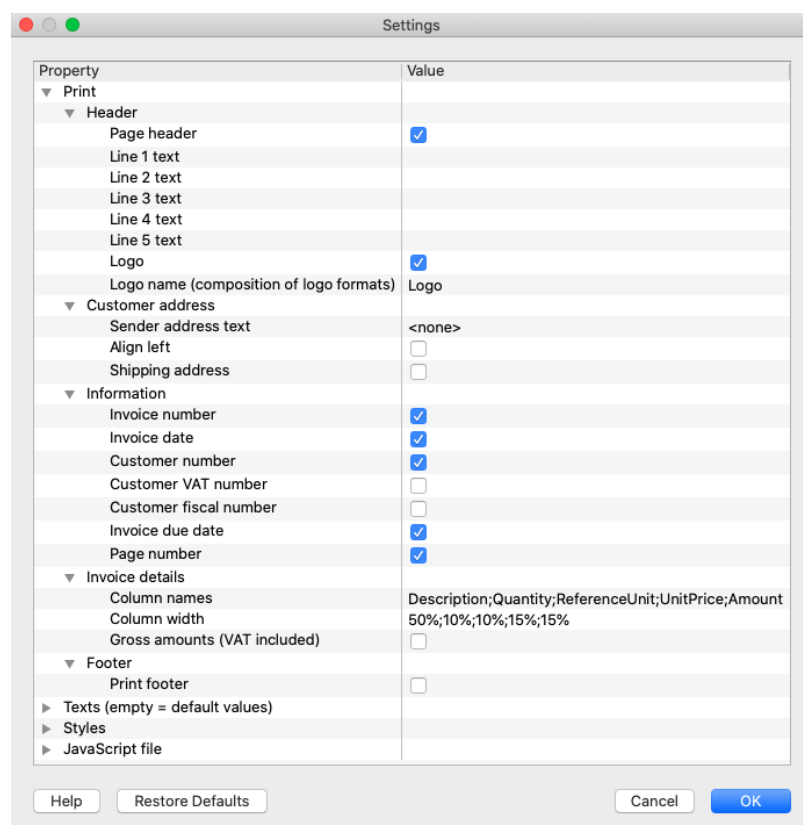 Settings
Property Value
Print
Header
Page header
Line 1 text
Line 2 text
Line 3 text
Line 4 text
Line 5 text
Logo
Logo name (composition of logo formats) Logo
Customer address
Sender address text <none>
Align left
Shipping address
Information
Invoice number
Invoice date
Customer number
Customer VAT number
Customer fiscal number
Invoice due date
Page number
Invoice details
Column names Description;Quantity;ReferenceUnit;UnitPrice;Amount
Column width 50%;10%;10%;15%;15%
Gross amounts (VAT included)
Footer
Print footer
Texts (empty = default values)
Styles
JavaScript file
Help Restore Defaults Cancel OK